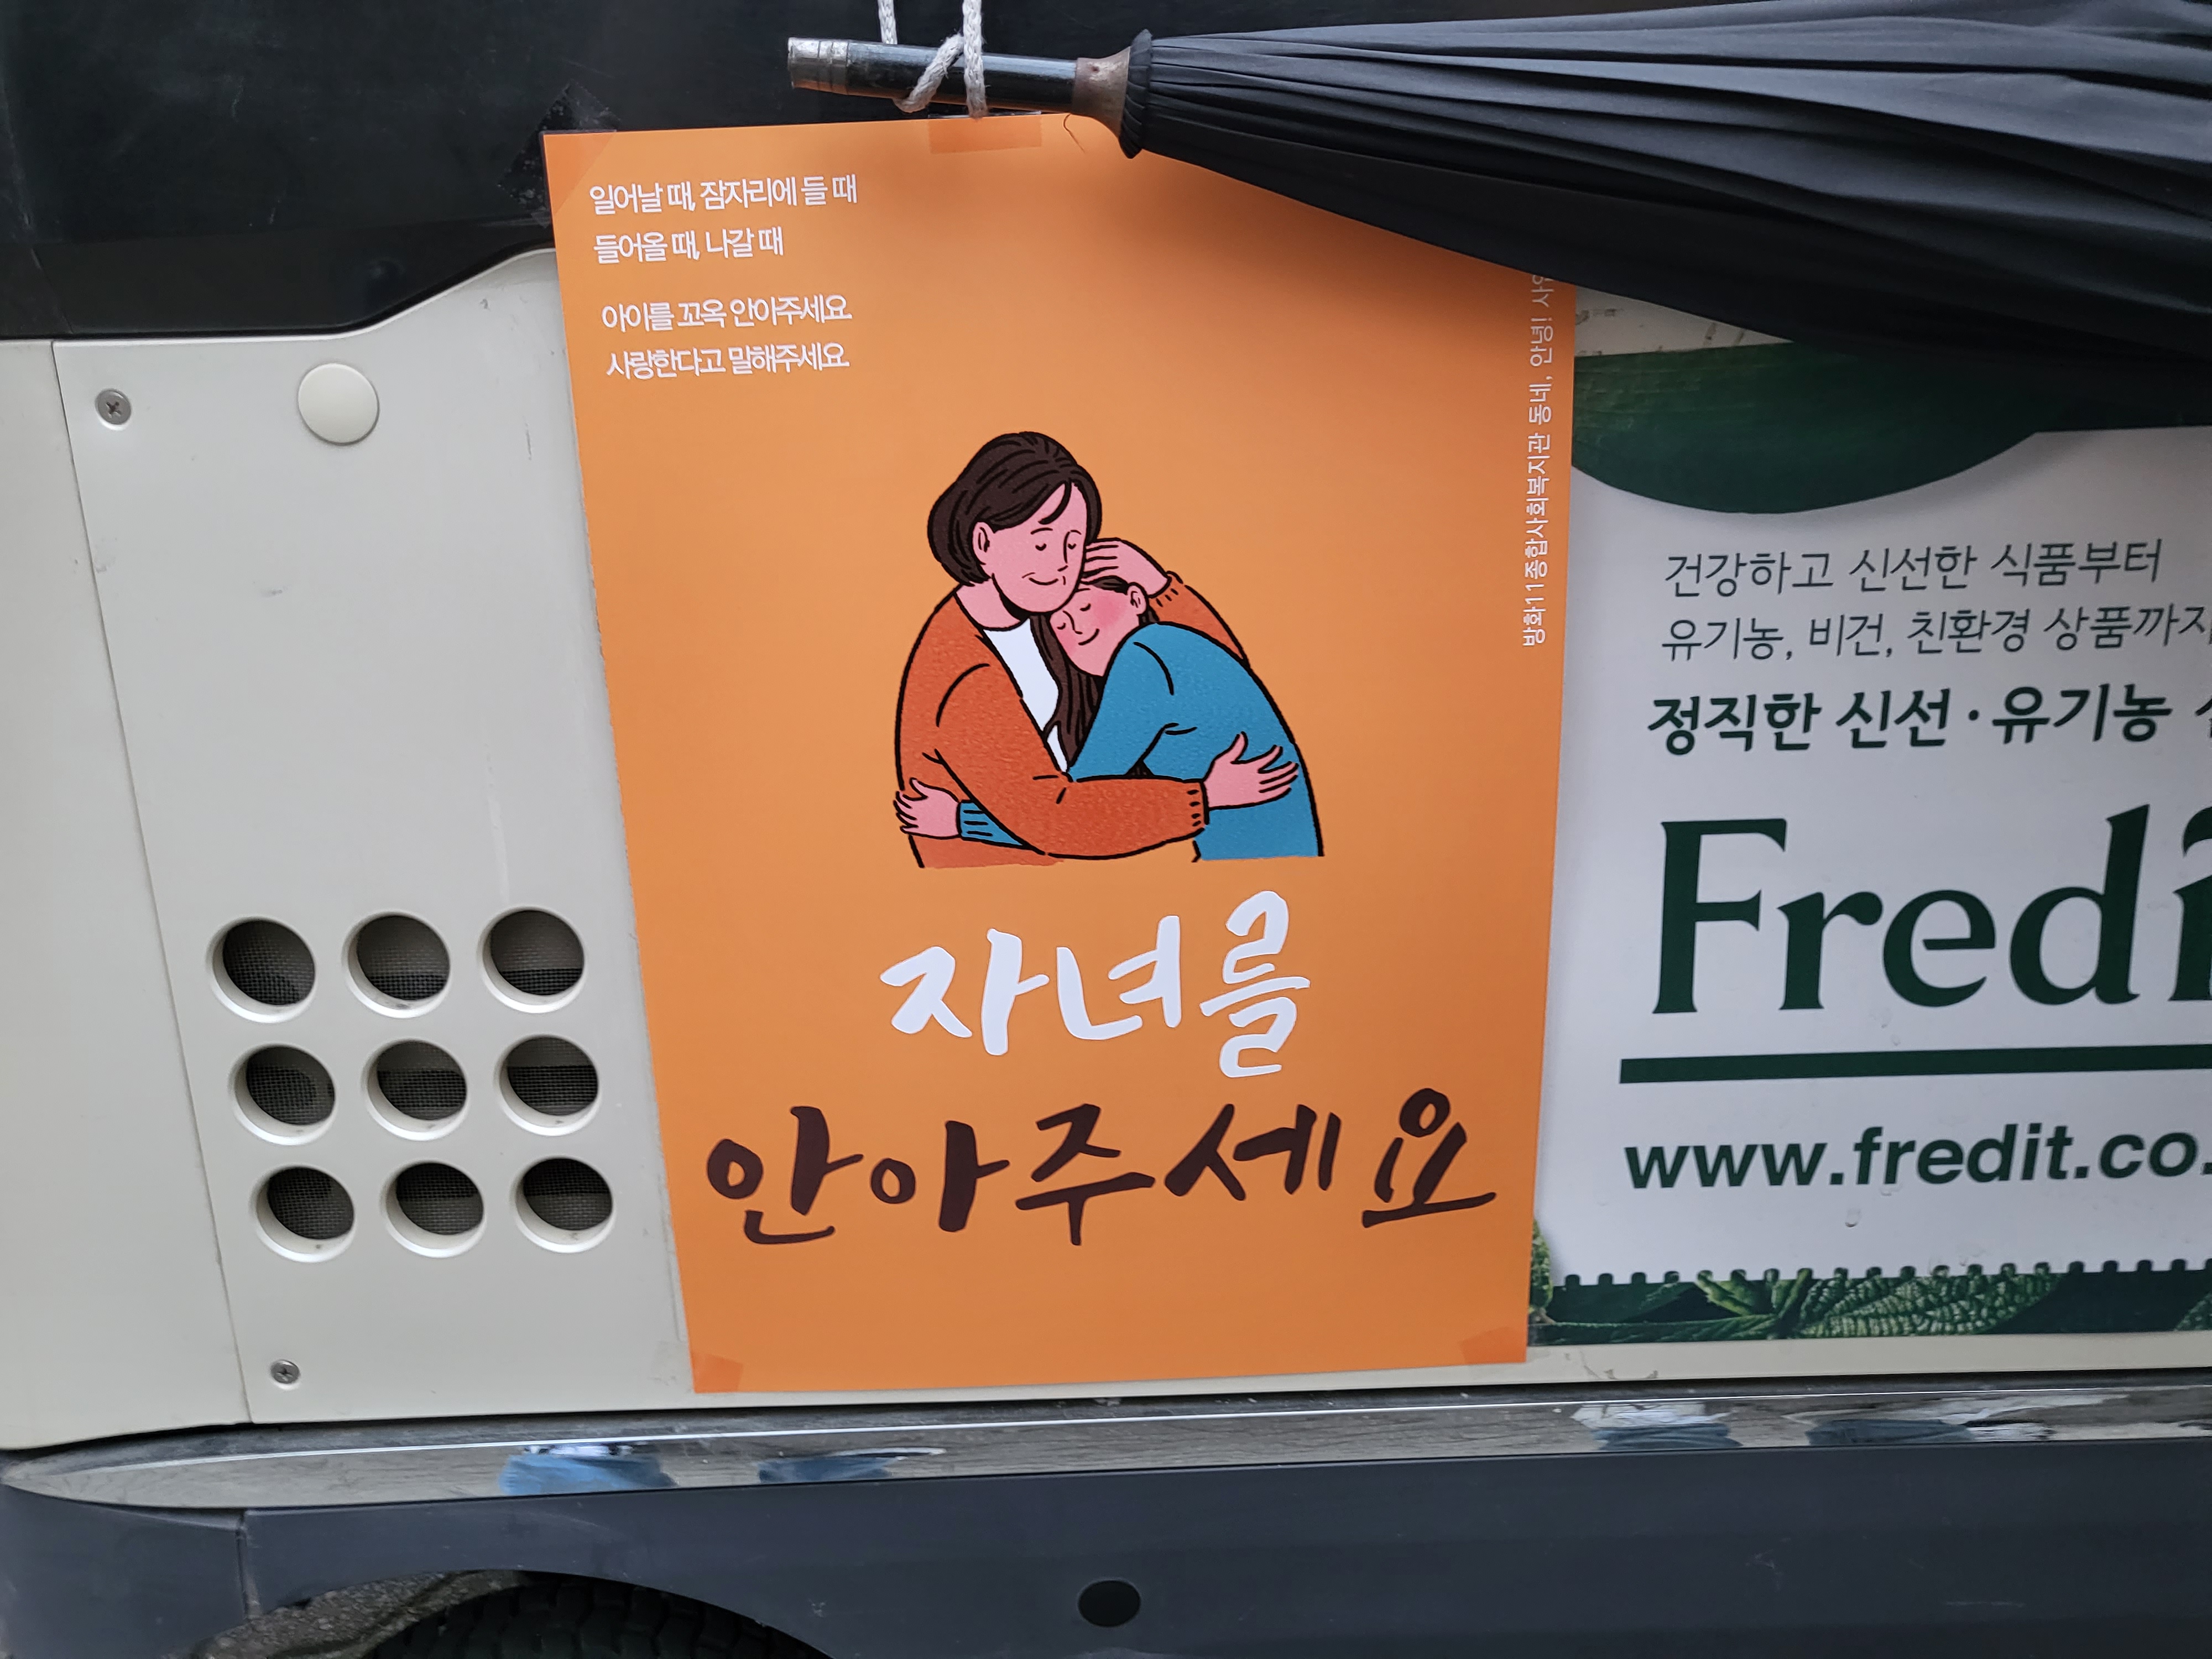 일어날 때, 잠자리에 들 때
들어올 때, 나갈 때
아이를 꼬옥 안아주세요.
사랑한다고 말해주세요.
방화11종합사회복지관 동네, 안녕!
자녀를
안아주세요
건강하고 신선한 식품부터
유기농, 비건, 친환경 상품까지
정직한 신선·유기농
Fredi
www.fredit.co.